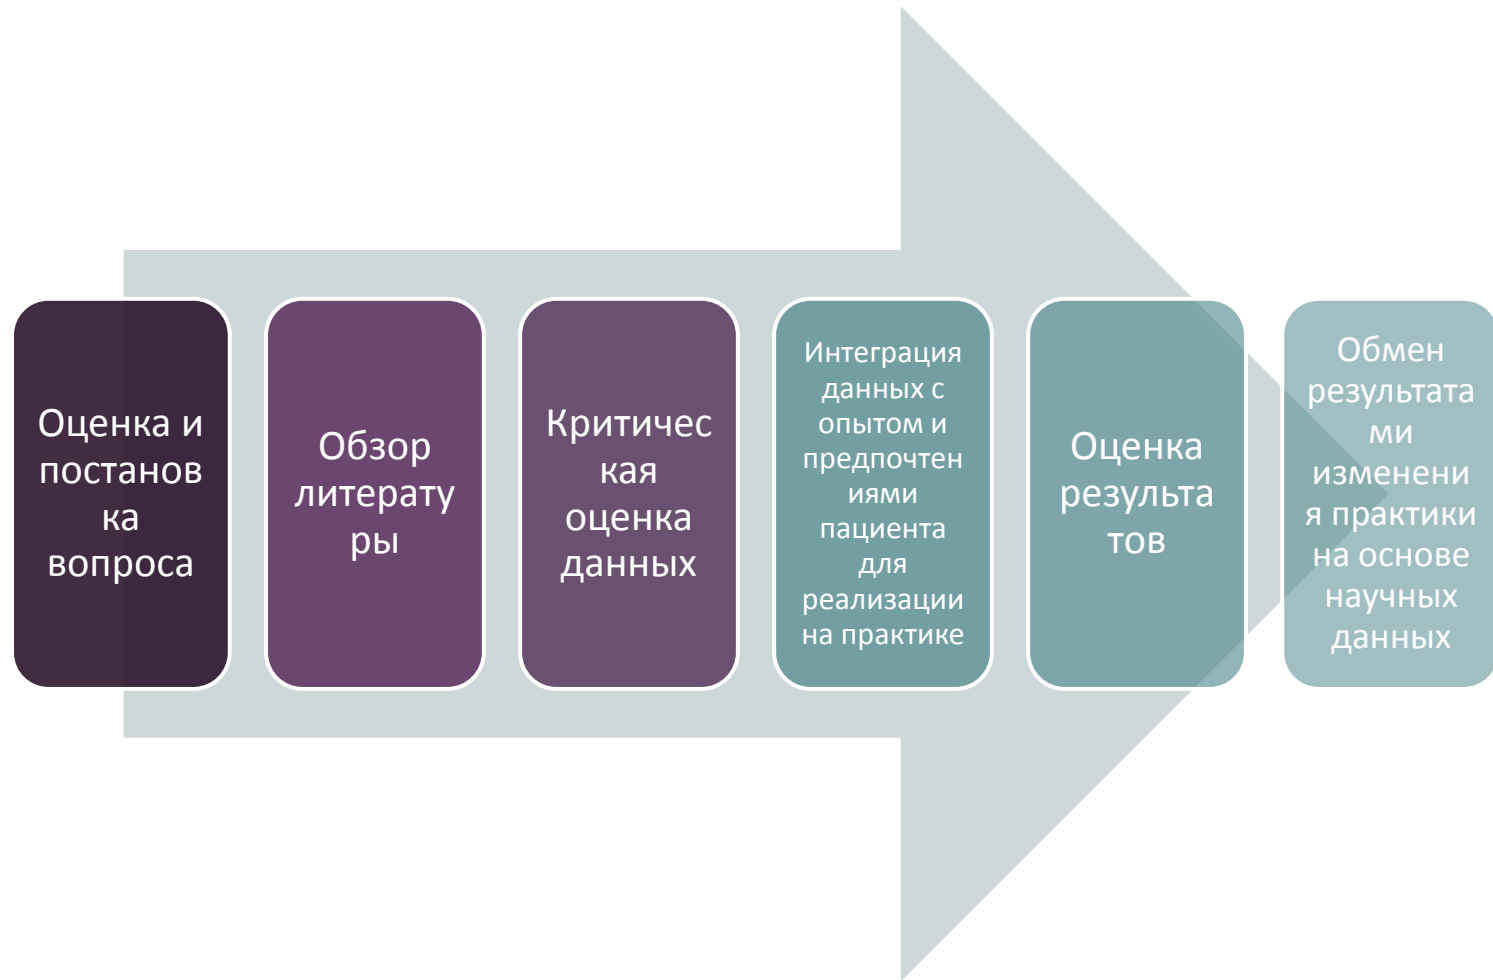 Оценка и
постанов
ка
вопроса
Обзор
литерату
ры
Критичес
кая
оценка
данных
Интеграция
данных с
опытом и
предпочтен
иями
пациента
для
реализации
на практике
Оценка
результа
тов
Обмен
результата
ми
изменени
я практики
на основе
научных
данных